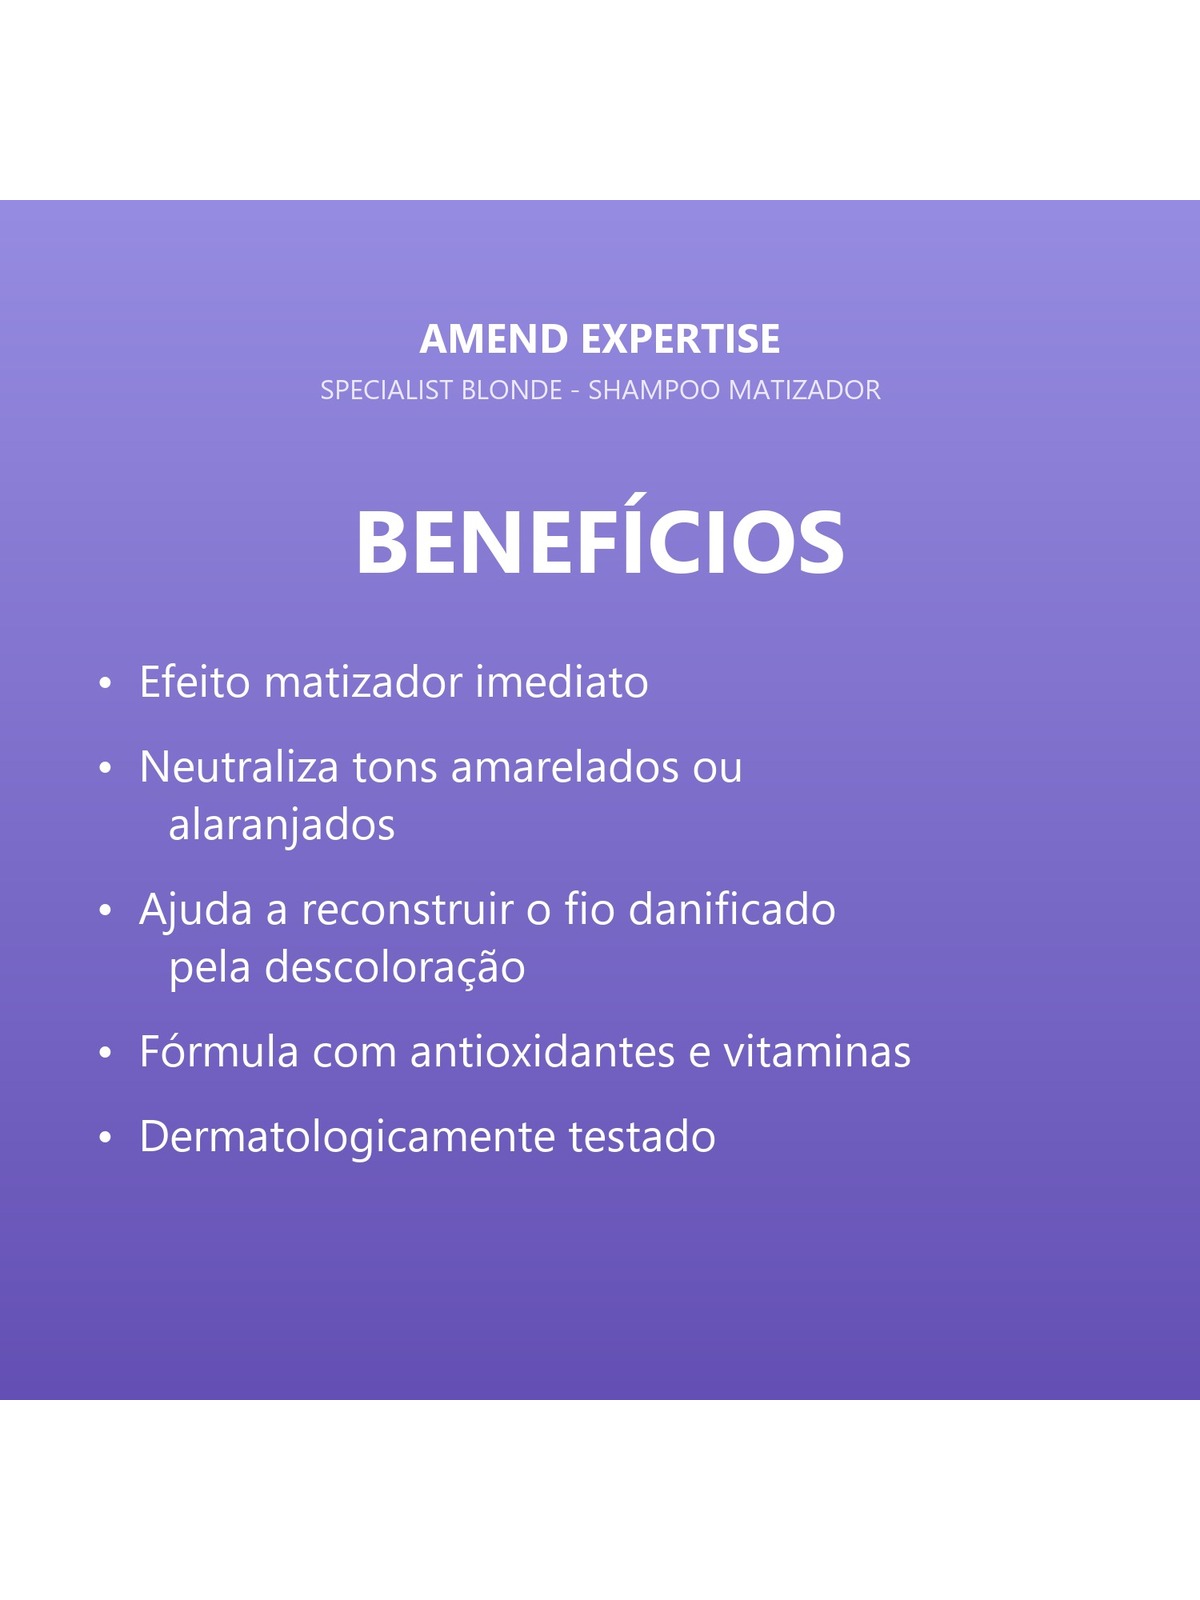 AMEND EXPERTISE
SPECIALIST BLONDE - SHAMPOO MATIZADOR
BENEFÍCIOS
• Efeito matizador imediato
• Neutraliza tons amarelados ou
alaranjados
• Ajuda a reconstruir o fio danificado
pela descoloração
• Fórmula com antioxidantes e vitaminas
• Dermatologicamente testado